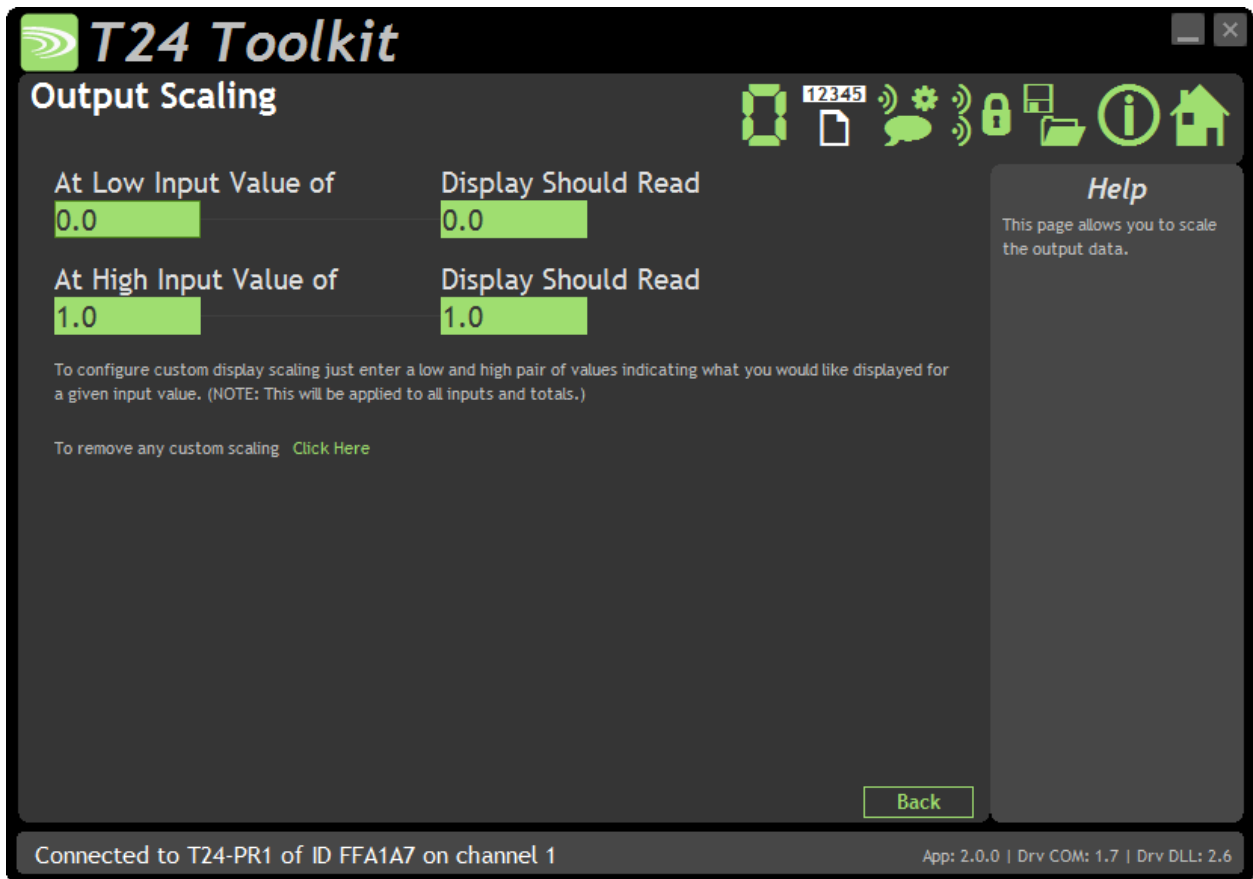 T24 Toolkit
Output Scaling
0
12345
At Low Input Value of
Display Should Read
0.0
0.0
At High Input Value of
Display Should Read
1.0
1.0
To configure custom display scaling just enter a low and high pair of values indicating what you would like displayed for
a given input value. (NOTE: This will be applied to all inputs and totals.)
To remove any custom scaling Click Here
Back
Help
This page allows you to scale
the output data.
Connected to T24-PR1 of ID FFA1A7 on channel 1
App: 2.0.0 | Drv COM: 1.7 | Drv DLL: 2.6